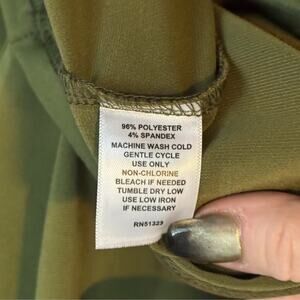 96% POLYESTER
4% SPANDEX
MACHINE WASH COLD
GENTLE CYCLE
USE ONLY
NON-CHLORINE
BLEACH IF NEEDED
TUMBLE DRY LOW
USE LOW IRON
IF NECESSARY
RN51329